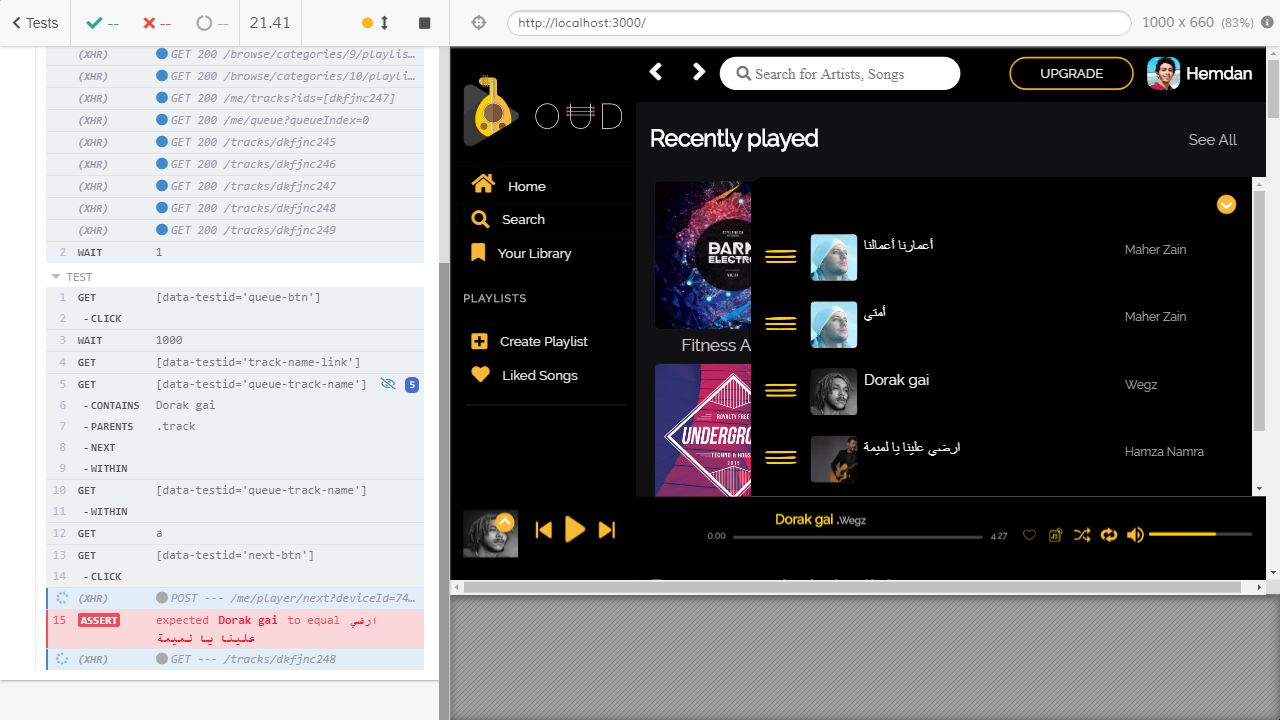 Tests
--
--
--
21.41
http://localhost:3000/
1000 x 660 (83%)
(XHR) GET 200 /browse/categories/9/playlis…
(XHR) GET 200 /browse/categories/10/playli…
(XHR) GET 200 /me/tracks?ids=[dkfjnc247]
(XHR) GET 200 /me/queue?queueIndex=0
(XHR) GET 200 /tracks/dkfjnc245
(XHR) GET 200 /tracks/dkfjnc246
(XHR) GET 200 /tracks/dkfjnc247
(XHR) GET 200 /tracks/dkfjnc248
(XHR) GET 200 /tracks/dkfjnc249
2 WAIT 1
TEST
1 GET [data-testid='queue-btn']
2 -CLICK
3 WAIT 1000
4 GET [data-testid='track-name-link']
5 GET [data-testid='queue-track-name'] 5
6 -CONTAINS Dorak gai
7 -PARENTS .track
8 -NEXT
9 -WITHIN
10 GET [data-testid='queue-track-name']
11 -WITHIN
12 GET a
13 GET [data-testid='next-btn']
14 -CLICK
(XHR) POST --- /me/player/next?deviceId=74…
15 ASSERT expected Dorak gai to equal ارضي
علينا يا لميمة
(XHR) GET --- /tracks/dkfjnc248
OUD
Home
Search
Your Library
PLAYLISTS
Create Playlist
Liked Songs
Search for Artists, Songs
UPGRADE
Hemdan
Recently played
See All
DARK
ELECTRO
Fitness A
ROYALTY FREE
UNDERGRO
TECHNO & HOUS
2015
أعمارنا أعمالنا
Maher Zain
أمتي
Maher Zain
Dorak gai
Wegz
ارضي علينا يا لميمة
Hamza Namra
Dorak gai .Wegz
0.00
4.27